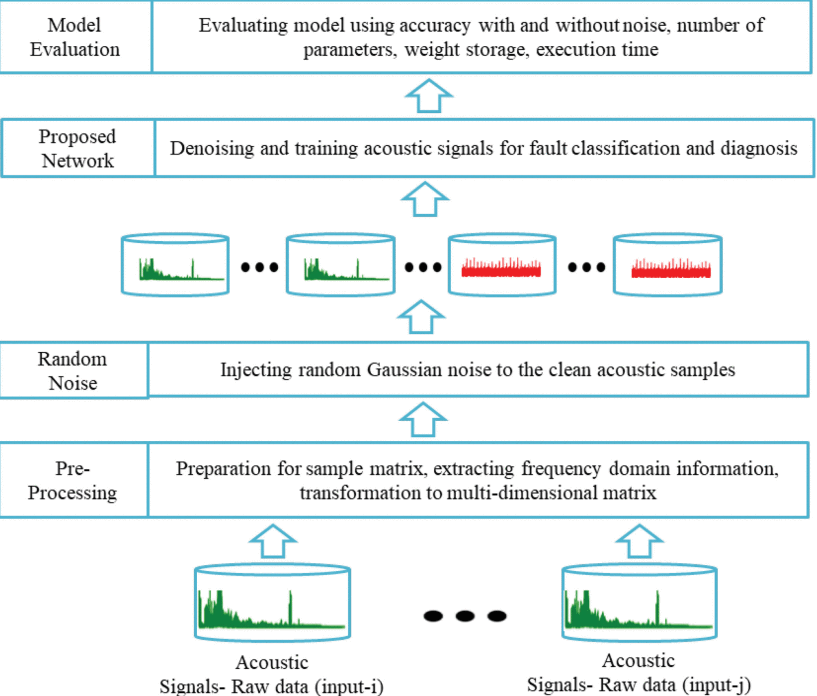 Model
Evaluation
Evaluating model using accuracy with and without noise, number of
parameters, weight storage, execution time
Proposed
Network
Denoising and training acoustic signals for fault classification and diagnosis
Random
Noise
Injecting random Gaussian noise to the clean acoustic samples
Pre-
Processing
Preparation for sample matrix, extracting frequency domain information,
transformation to multi-dimensional matrix
Acoustic
Signals- Raw data (input-i)
Acoustic
Signals- Raw data (input-j)